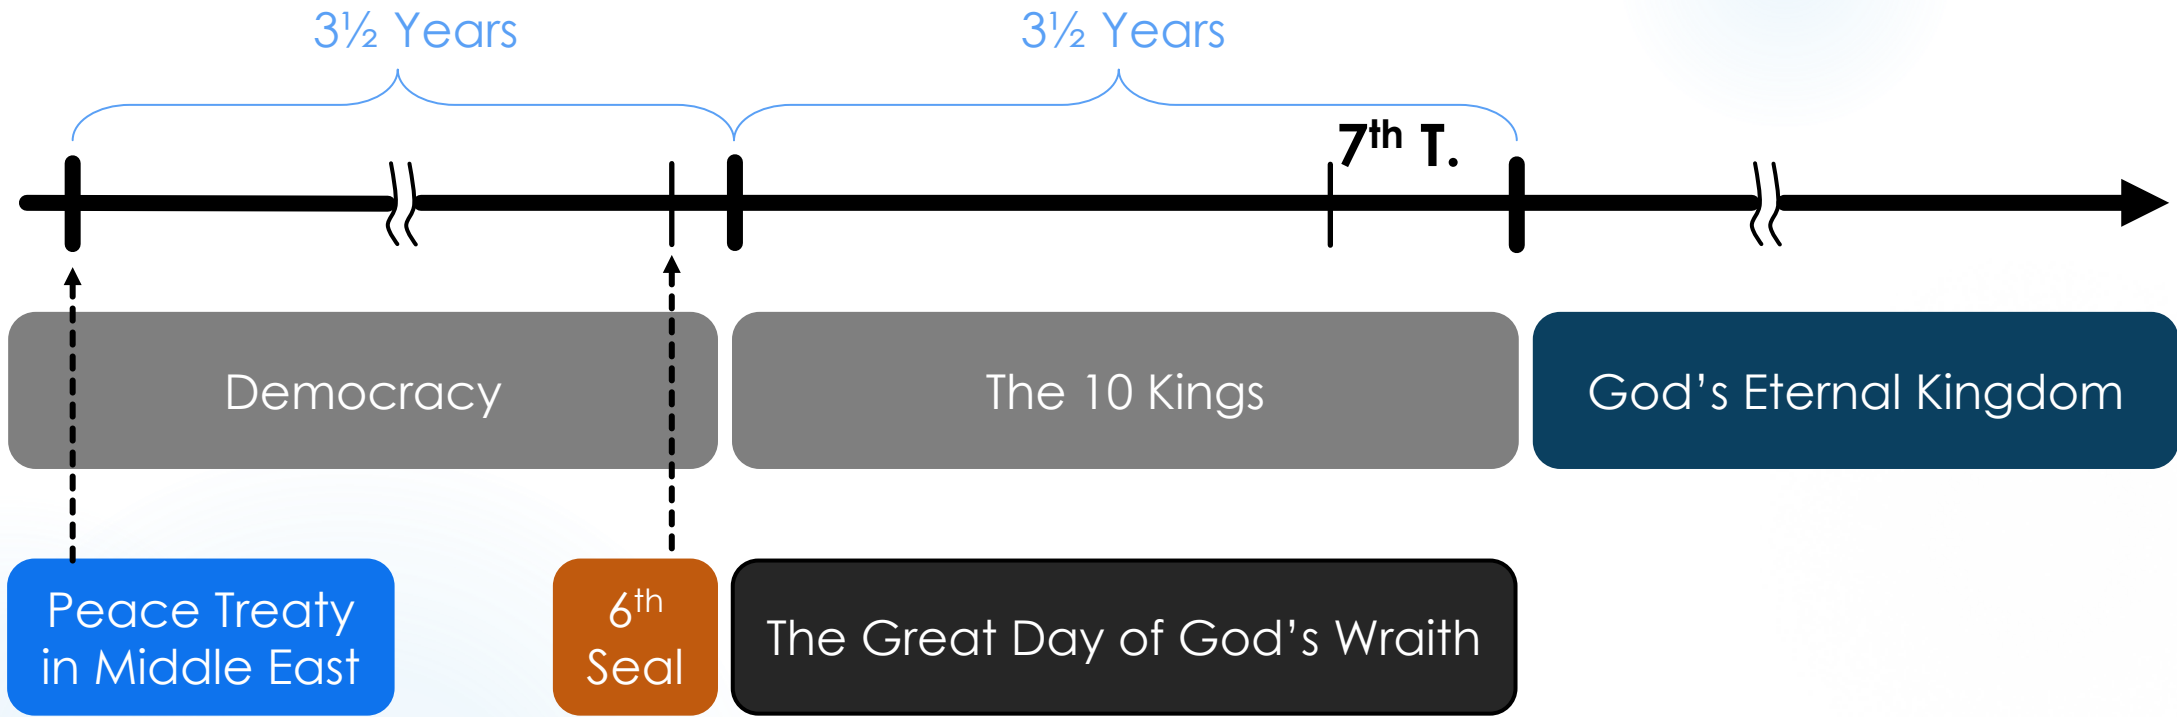 3½ Years
3½ Years
7th T.
Democracy
The 10 Kings
God’s Eternal Kingdom
Peace Treaty
in Middle East
6th
Seal
The Great Day of God’s Wraith